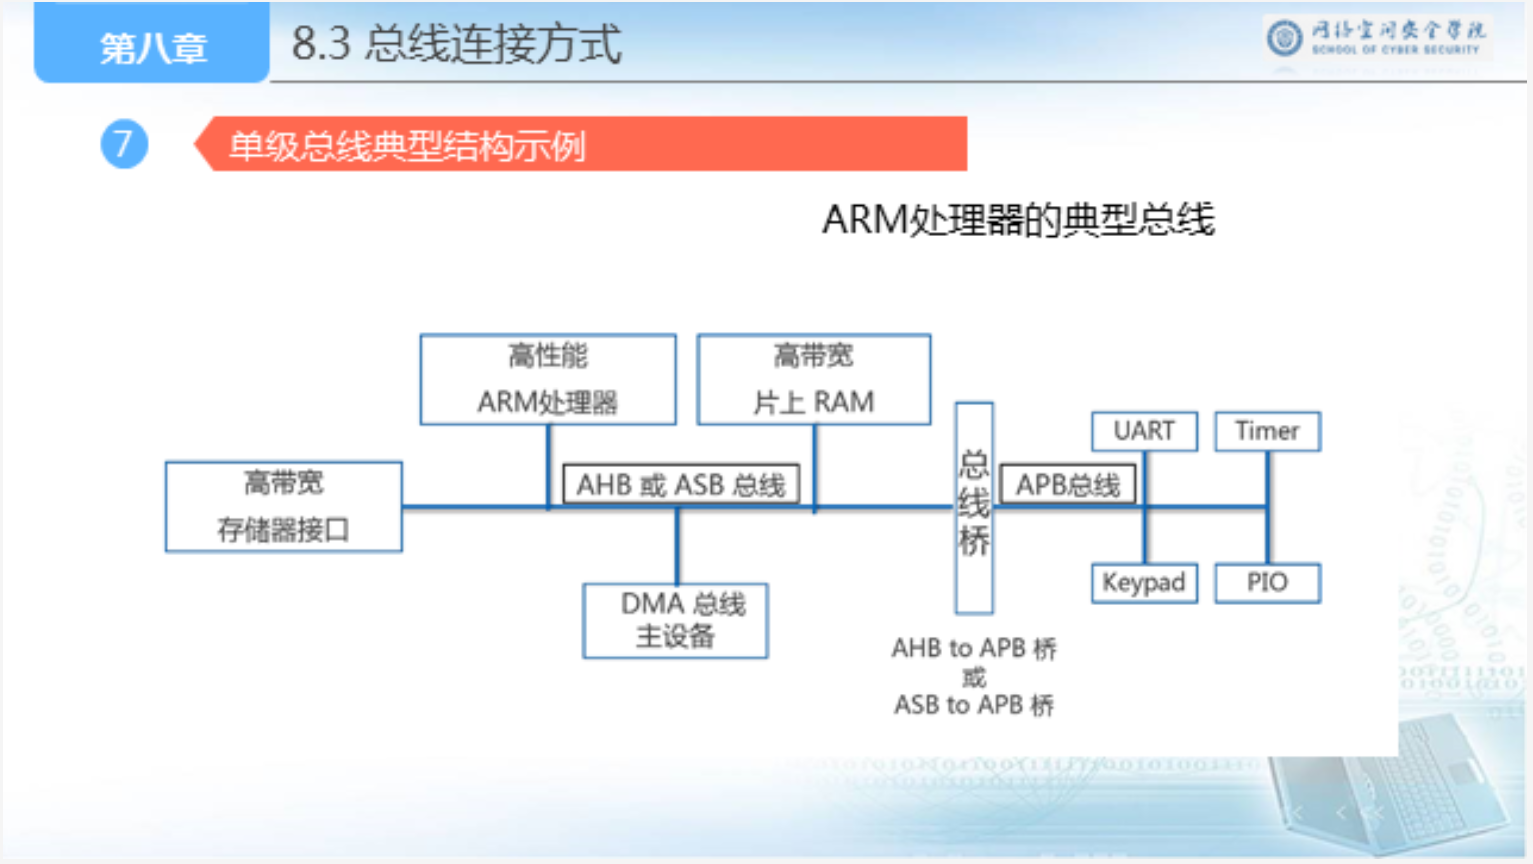 第八章
8.3 总线连接方式
网络空间安全学院
SCHOOL OF CYBER SECURITY
7
单级总线典型结构示例
ARM处理器的典型总线
高性能
ARM处理器
高带宽
片上 RAM
高带宽
存储器接口
AHB 或 ASB 总线
DMA 总线
主设备
总线桥
APB总线
UART
Timer
Keypad
PIO
AHB to APB 桥
或
ASB to APB 桥